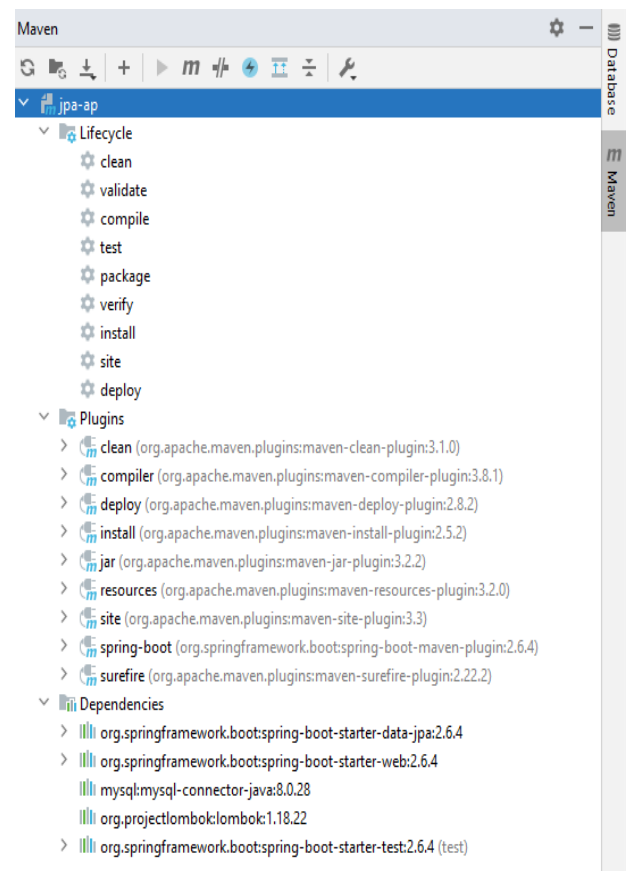 Maven
jpa-ap
Lifecycle
clean
validate
compile
test
package
verify
install
site
deploy
Plugins
clean (org.apache.maven.plugins:maven-clean-plugin:3.1.0)
compiler (org.apache.maven.plugins:maven-compiler-plugin:3.8.1)
deploy (org.apache.maven.plugins:maven-deploy-plugin:2.8.2)
install (org.apache.maven.plugins:maven-install-plugin:2.5.2)
jar (org.apache.maven.plugins:maven-jar-plugin:3.2.2)
resources (org.apache.maven.plugins:maven-resources-plugin:3.2.0)
site (org.apache.maven.plugins:maven-site-plugin:3.3)
spring-boot (org.springframework.boot:spring-boot-maven-plugin:2.6.4)
surefire (org.apache.maven.plugins:maven-surefire-plugin:2.22.2)
Dependencies
org.springframework.boot:spring-boot-starter-data-jpa:2.6.4
org.springframework.boot:spring-boot-starter-web:2.6.4
mysql:mysql-connector-java:8.0.28
org.projectlombok:lombok:1.18.22
org.springframework.boot:spring-boot-starter-test:2.6.4 (test)
Database
m Maven